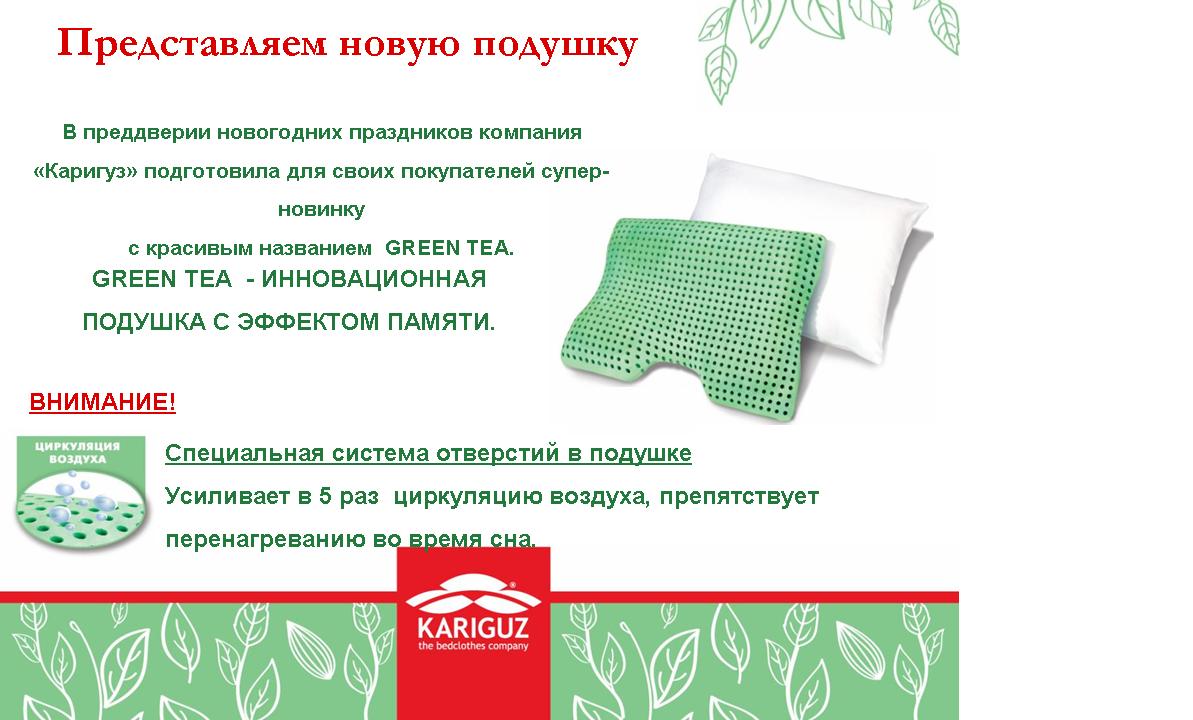 Представляем новую подушку
В преддверии новогодних праздников компания
«Каригуз» подготовила для своих покупателей супер-
новинку
с красивым названием  GREEN TEA.
GREEN TEA  - ИННОВАЦИОННАЯ
ПОДУШКА С ЭФФЕКТОМ ПАМЯТИ.
ВНИМАНИЕ!
ЦИРКУЛЯЦИЯ
ВОЗДУХА
Специальная система отверстий в подушке
Усиливает в 5 раз  циркуляцию воздуха, препятствует
перенагреванию во время сна.
®
KARIGUZ
the bedclothes company